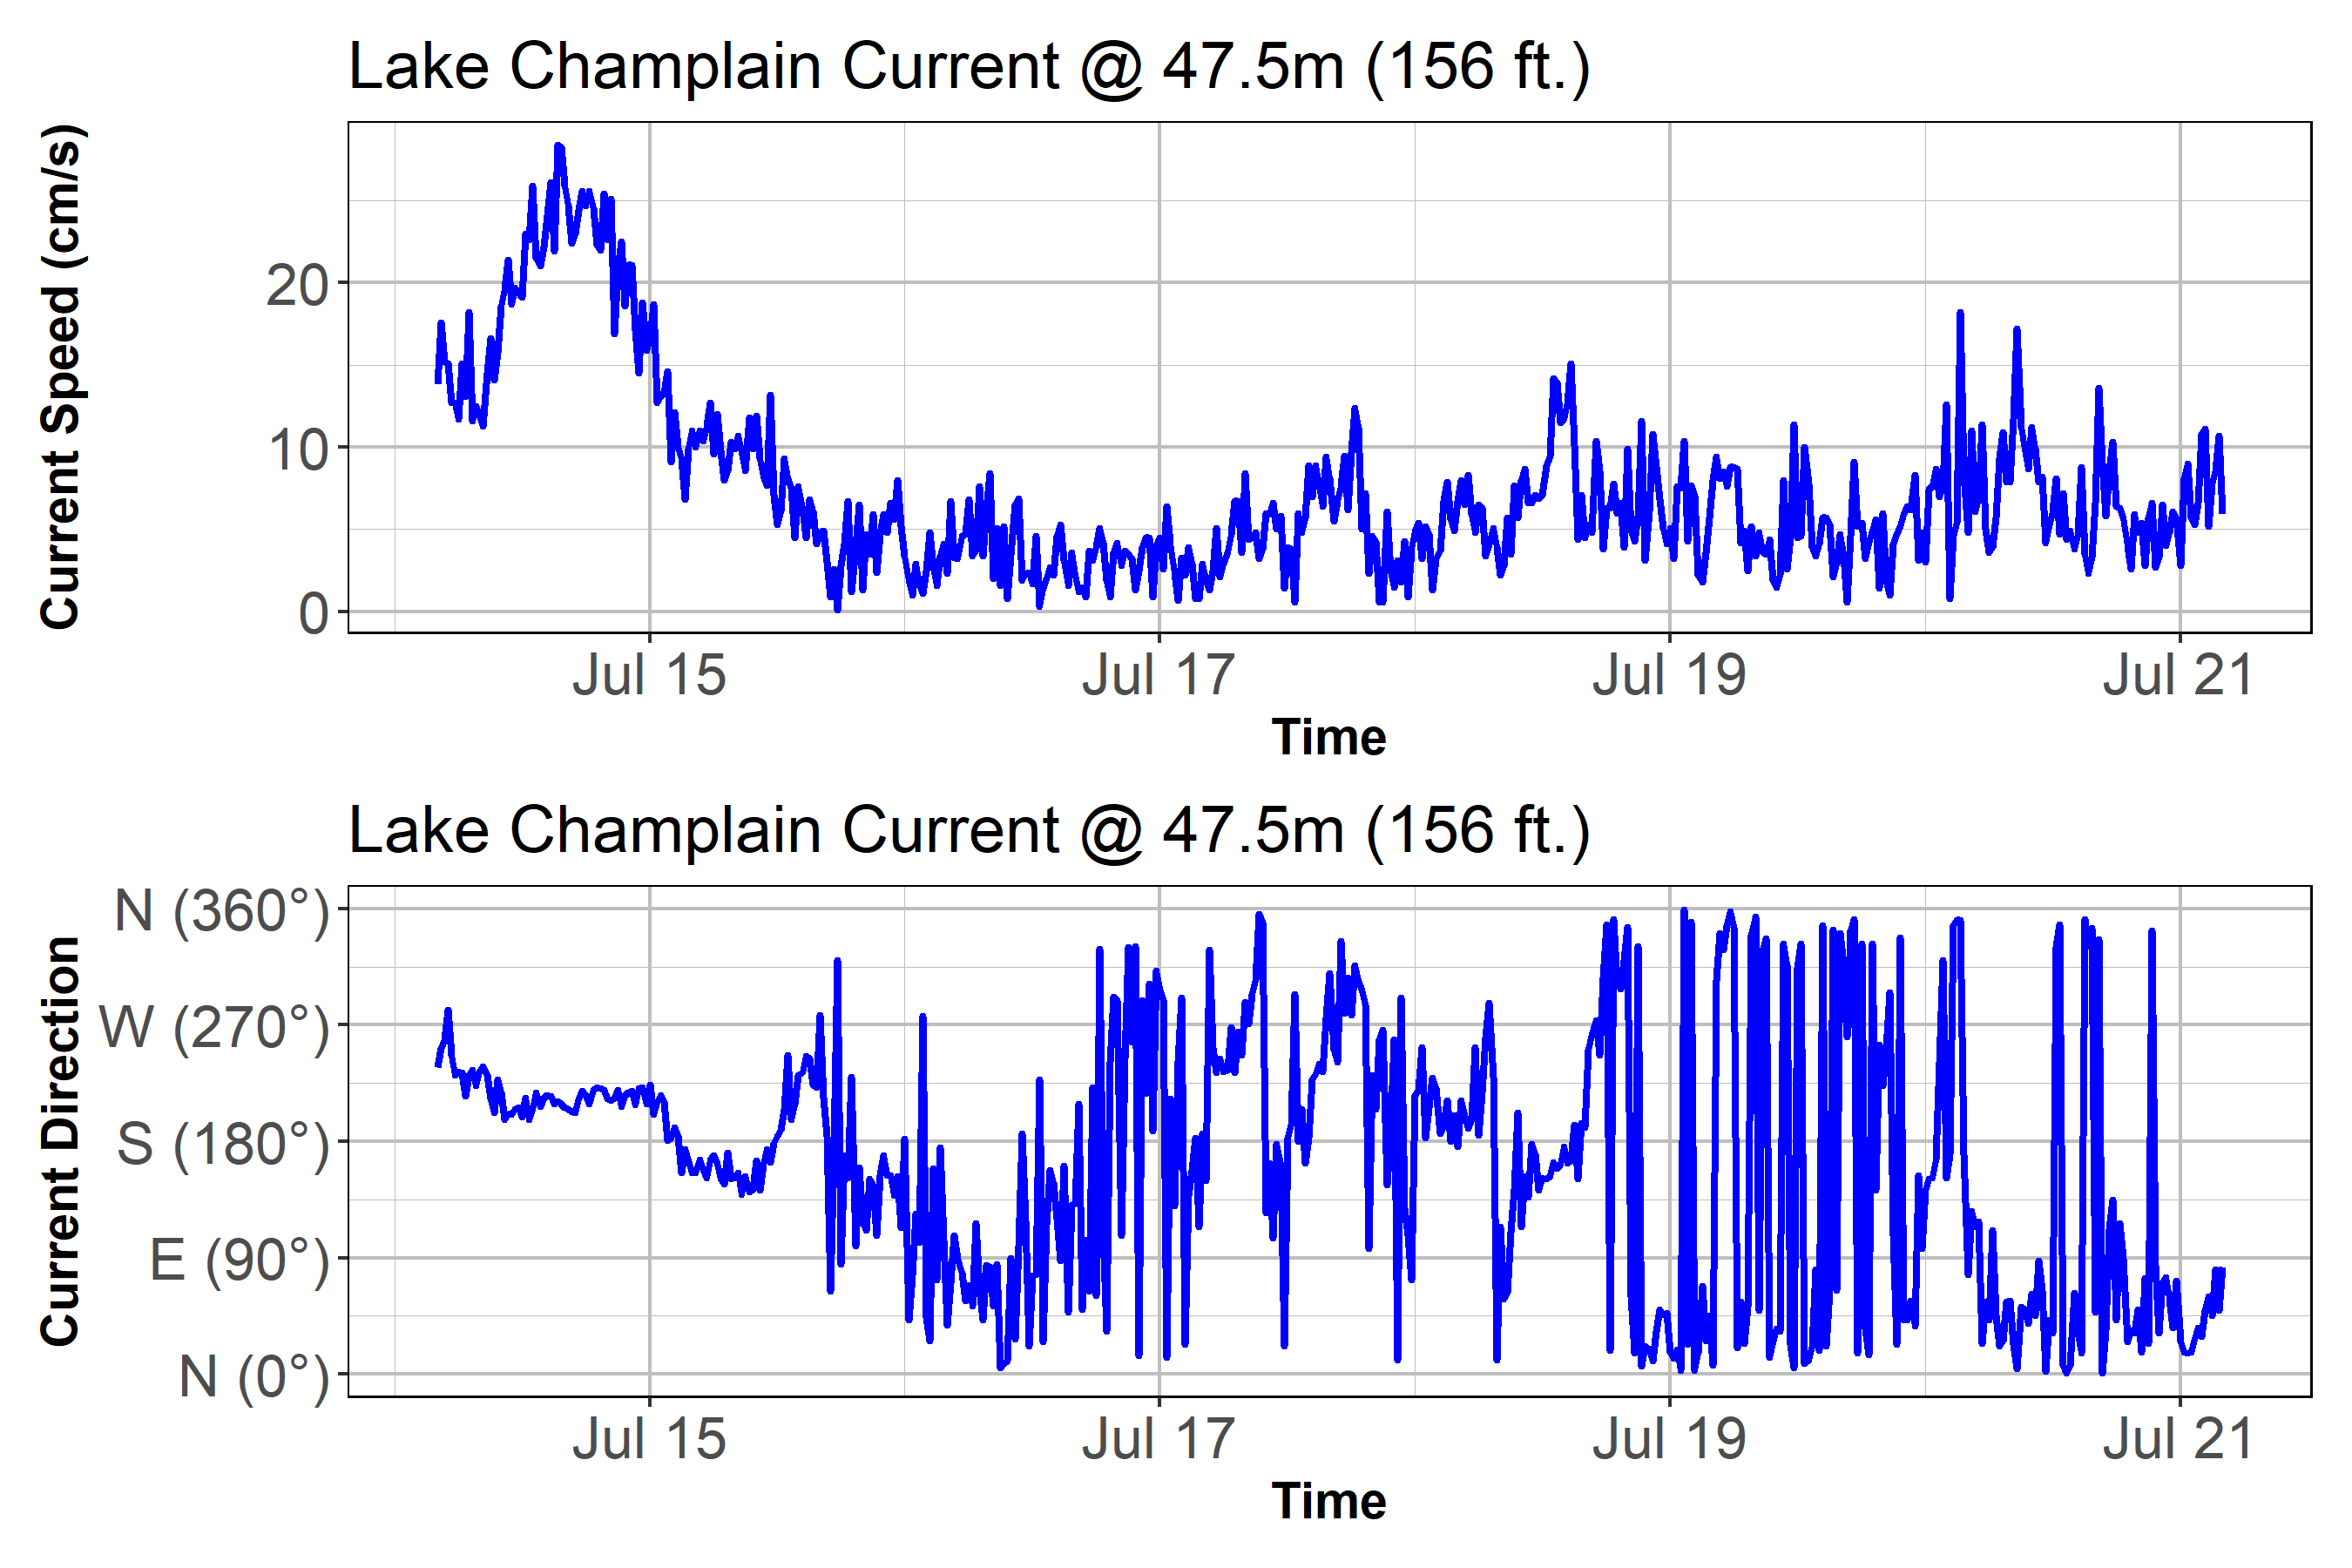 Lake Champlain Current @ 47.5m (156 ft.)
Current Speed (cm/s)
20
10
0
Jul 15 Jul 17 Jul 19 Jul 21
Time
Lake Champlain Current @ 47.5m (156 ft.)
Current Direction
N (360°)
W (270°)
S (180°)
E (90°)
N (0°)
Jul 15 Jul 17 Jul 19 Jul 21
Time